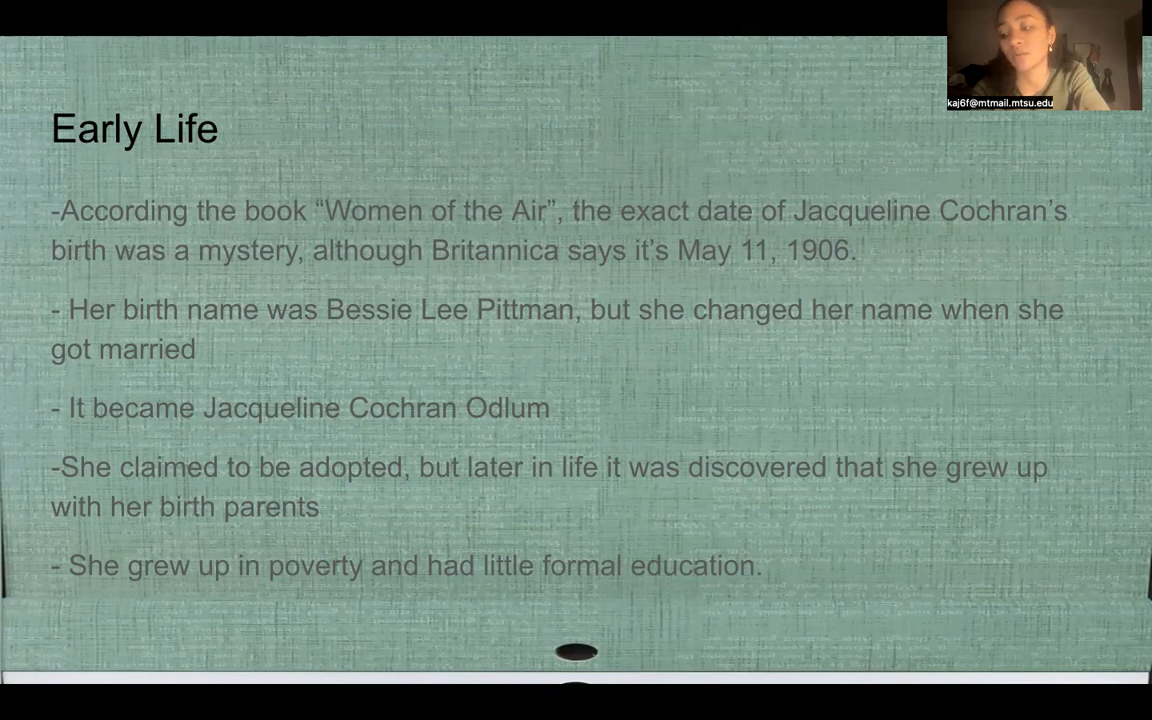 kaj6f@mtmail.mtsu.edu
Early Life
-According the book “Women of the Air”, the exact date of Jacqueline Cochran’s
birth was a mystery, although Britannica says it’s May 11, 1906.
- Her birth name was Bessie Lee Pittman, but she changed her name when she
got married
- It became Jacqueline Cochran Odlum
-She claimed to be adopted, but later in life it was discovered that she grew up
with her birth parents
- She grew up in poverty and had little formal education.